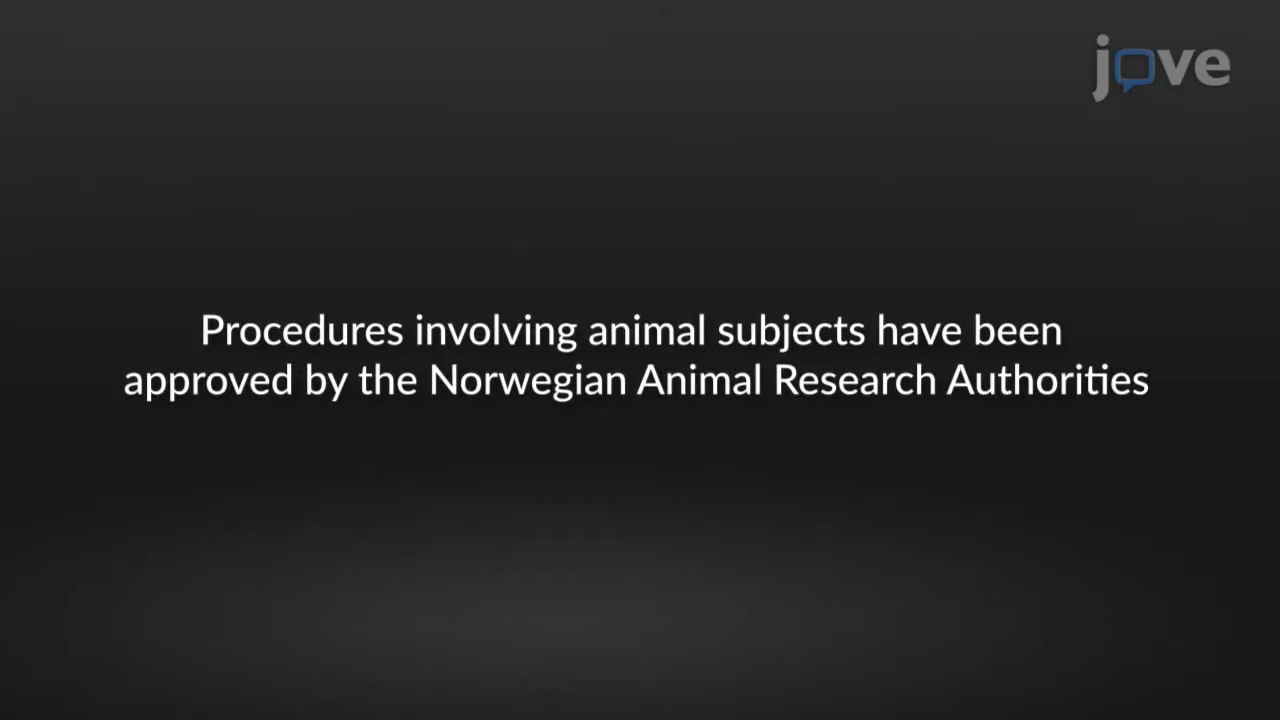 jove
Procedures involving animal subjects have been
approved by the Norwegian Animal Research Authorities